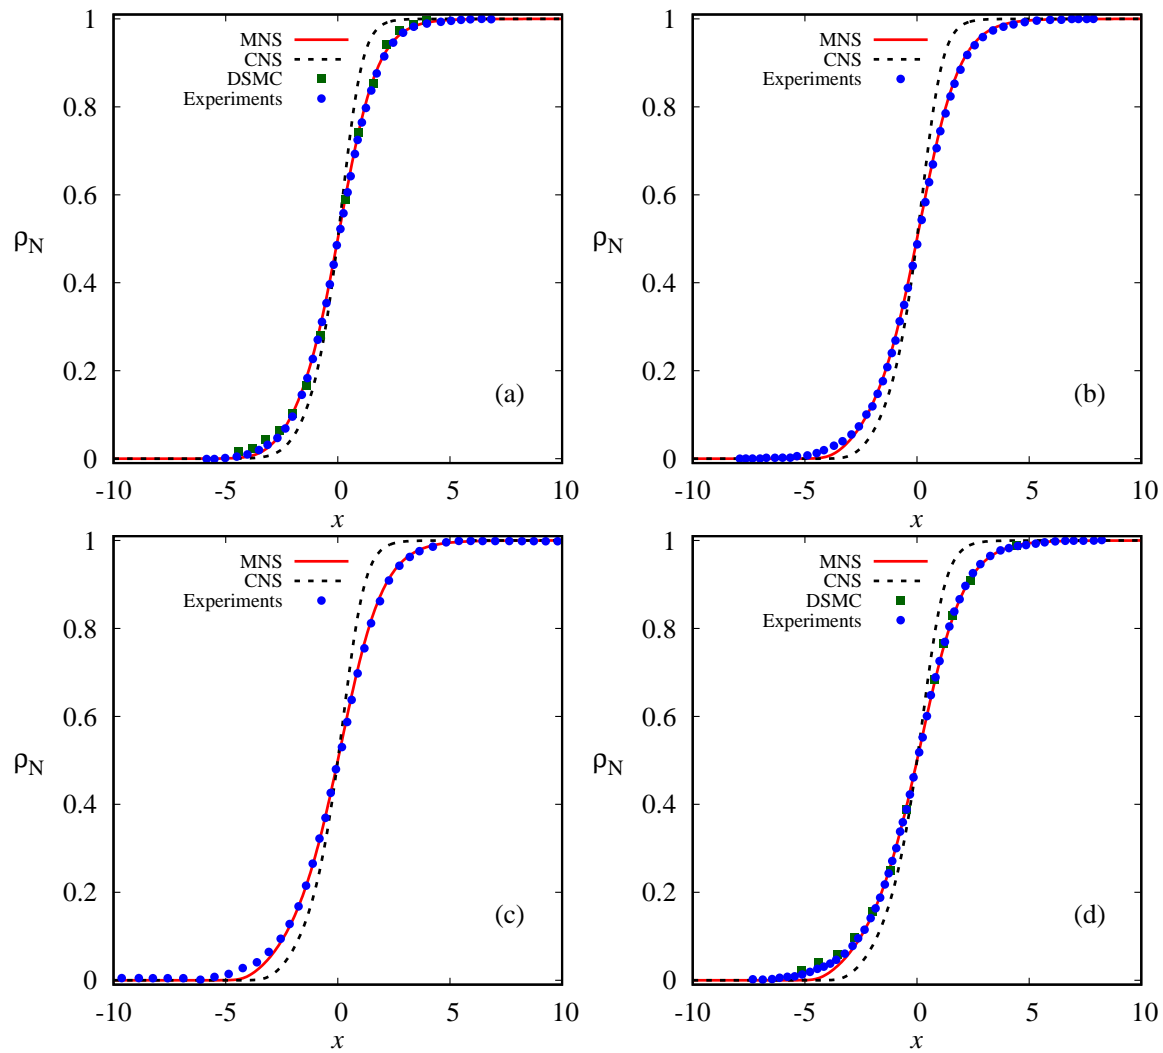 1
0.8
0.6
0.4
0.2
0
ρN
MNS
CNS
DSMC
Experiments
(a)
-10 -5 0 5 10
x
1
0.8
0.6
0.4
0.2
0
ρN
MNS
CNS
Experiments
(b)
-10 -5 0 5 10
x
1
0.8
0.6
0.4
0.2
0
ρN
MNS
CNS
Experiments
(c)
-10 -5 0 5 10
x
1
0.8
0.6
0.4
0.2
0
ρN
MNS
CNS
DSMC
Experiments
(d)
-10 -5 0 5 10
x